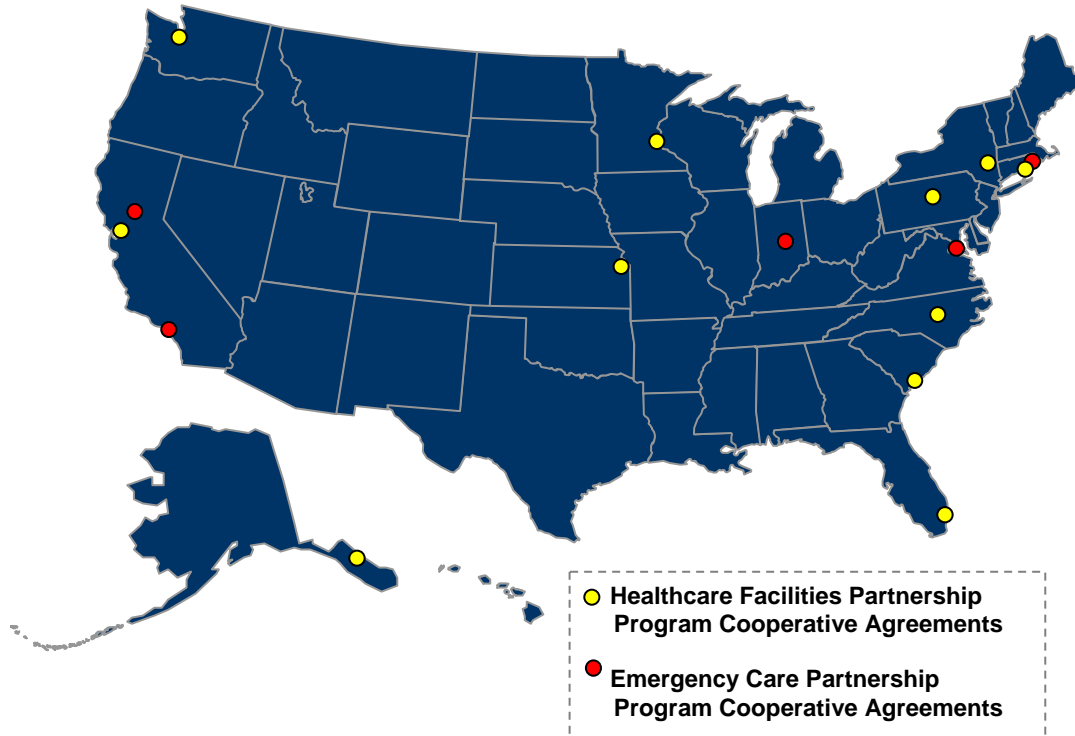 Healthcare Facilities Partnership
Program Cooperative Agreements
Emergency Care Partnership
Program Cooperative Agreements